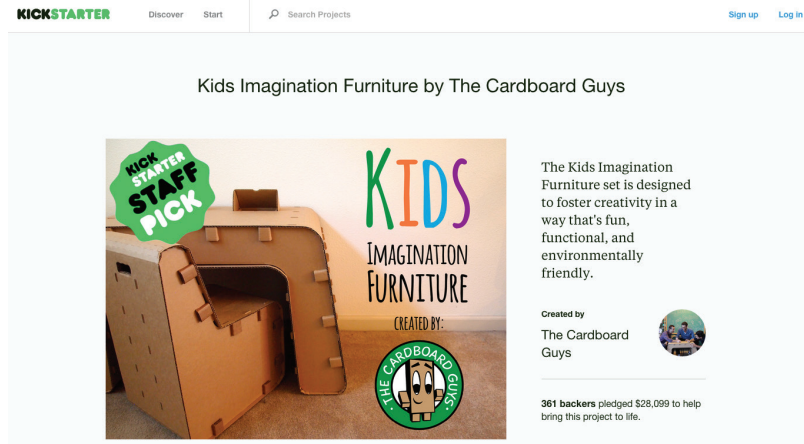 KICKSTARTER
Discover
Start
Search Projects
Sign up
Log in
Kids Imagination Furniture by The Cardboard Guys
KICK
STARTER
STAFF
PICK
KIDS
IMAGINATION
FURNITURE
CREATED BY:
THE CARDBOARD GUYS
The Kids Imagination
Furniture set is designed
to foster creativity in a
way that's fun,
functional, and
environmentally
friendly.
Created by
The Cardboard
Guys
361 backers pledged $28,099 to help
bring this project to life.